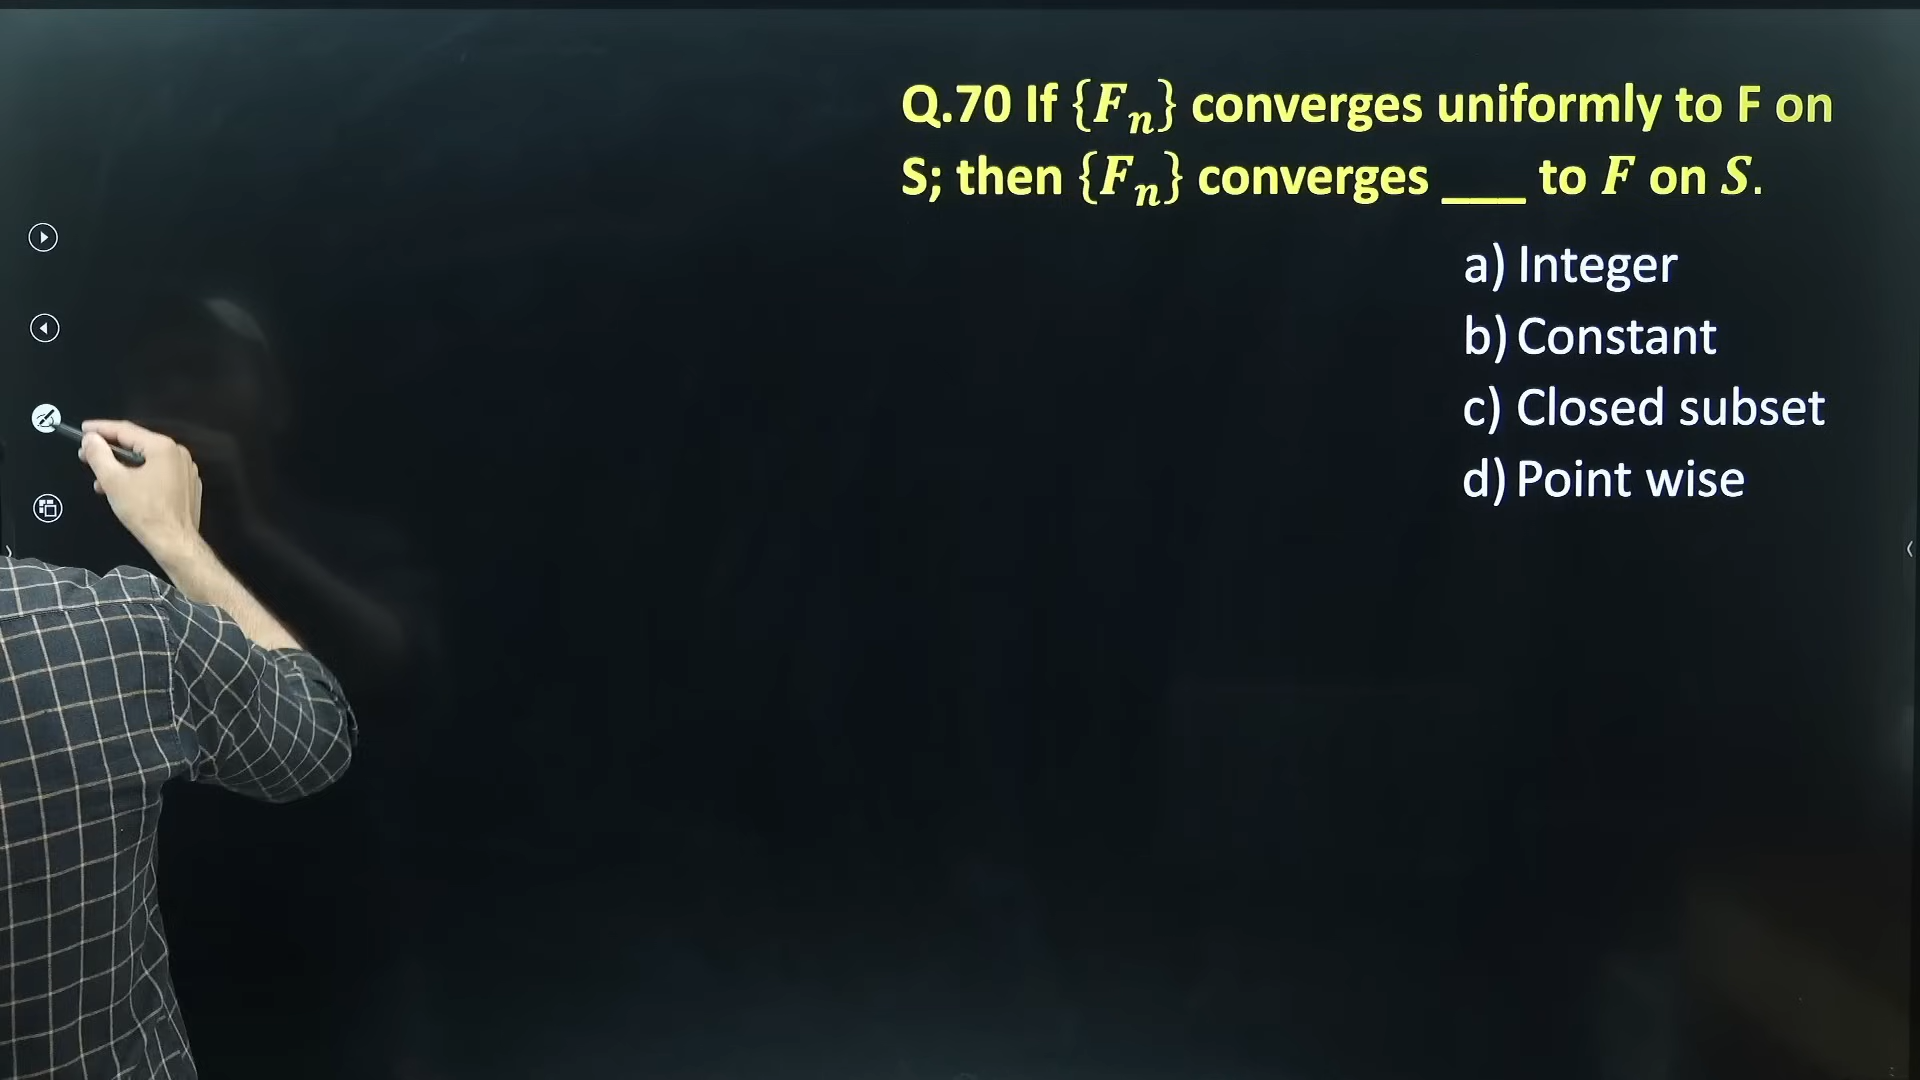 Q.70 If {Fₙ} converges uniformly to F on
S; then {Fₙ} converges ___ to F on S.
a) Integer
b) Constant
c) Closed subset
d) Point wise